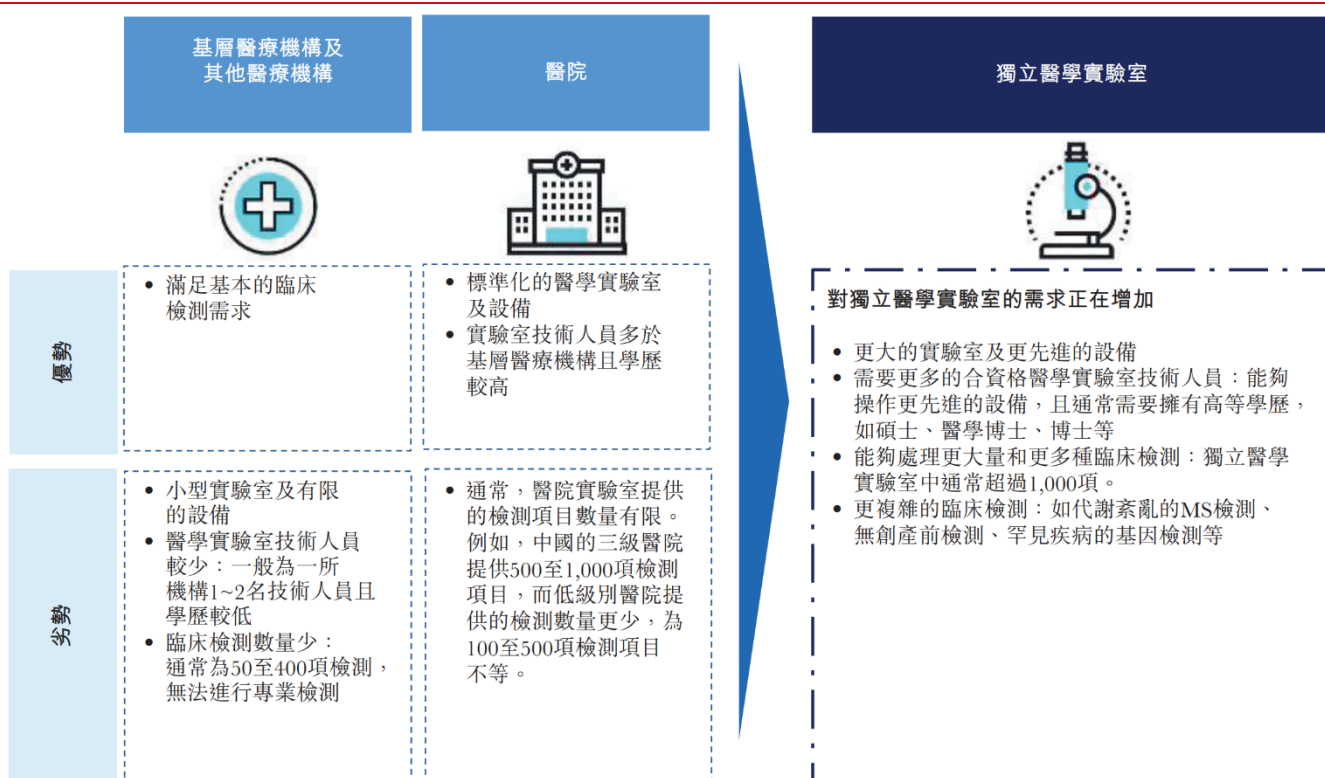 基層醫療機構及
其他醫療機構
醫院
獨立醫學實驗室
優勢
• 滿足基本的臨床
檢測需求
• 標準化的醫學實驗室
及設備
• 實驗室技術人員多於
基層醫療機構且學歷
較高
對獨立醫學實驗室的需求正在增加
• 更大的實驗室及更先進的設備
• 需要更多的合資格醫學實驗室技術人員：能夠
操作更先進的設備，且通常需要擁有高等學歷，
如碩士、醫學博士、博士等
• 能夠處理更大量和更多種臨床檢測：獨立醫學
實驗室中通常超過1,000項。
• 更複雜的臨床檢測：如代謝紊亂的MS檢測、
無創產前檢測、罕見疾病的基因檢測等
劣勢
• 小型實驗室及有限
的設備
• 醫學實驗室技術人員
較少：一般為一所
機構1~2名技術人員且
學歷較低
• 臨床檢測數量少：
通常為50至400項檢測，
無法進行專業檢測
• 通常，醫院實驗室提供
的檢測項目數量有限。
例如，中國的三級醫院
提供500至1,000項檢測
項目，而低級別醫院提
供的檢測數量更少，為
100至500項檢測項目
不等。